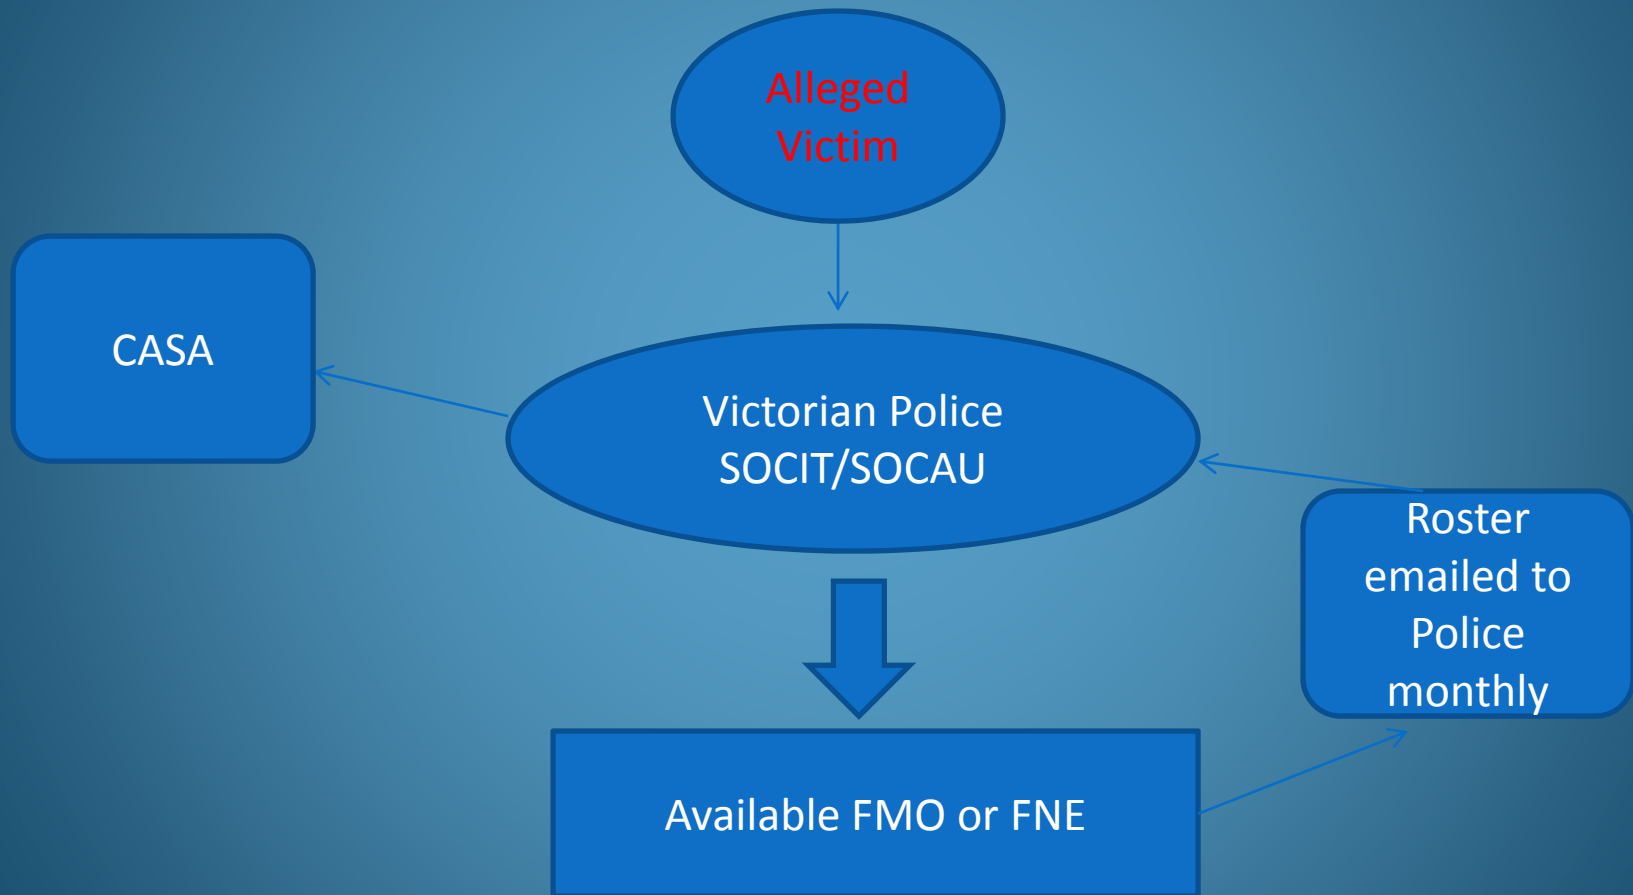 Alleged
Victim
CASA
Victorian Police
SOCIT/SOCAU
Roster
emailed to
Police
monthly
Available FMO or FNE